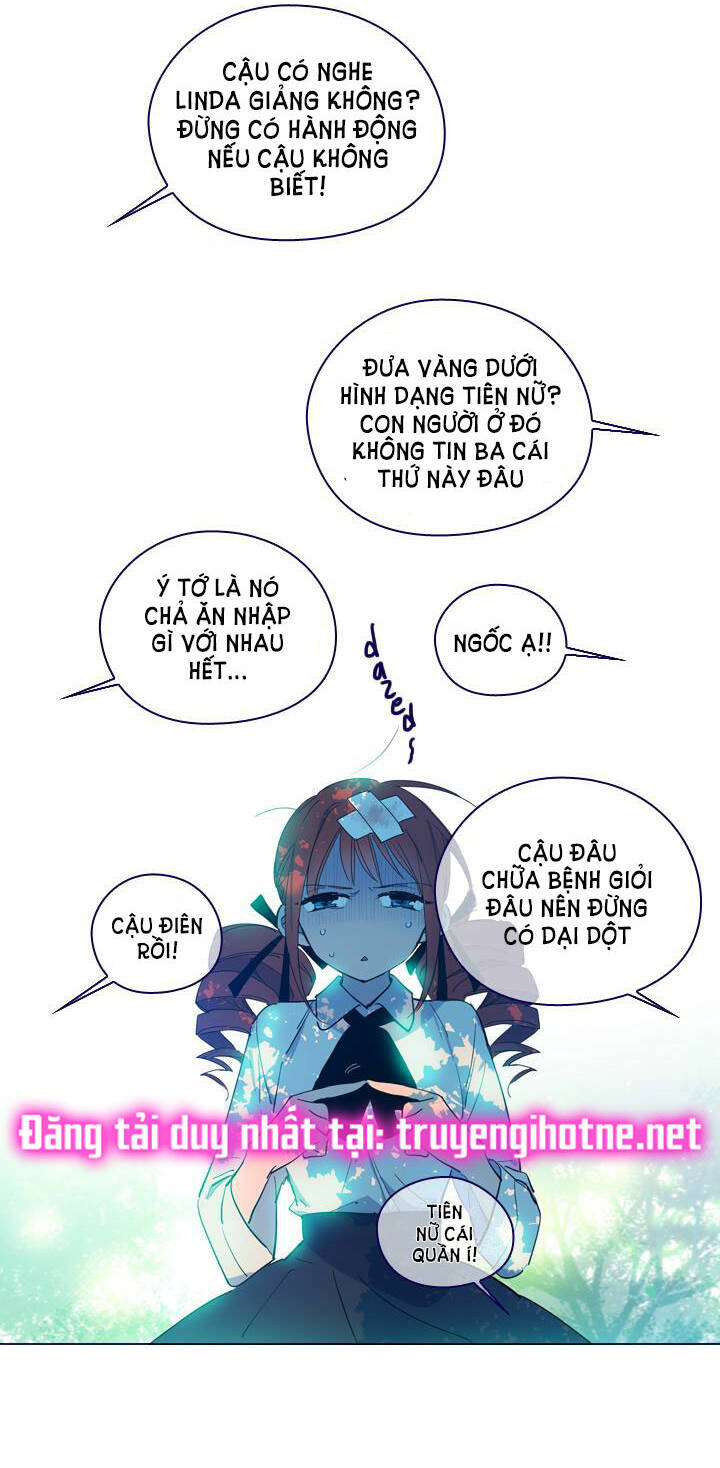 CẬU CÓ NGHE
LINDA GIẢNG KHÔNG?
ĐỪNG CÓ HÀNH ĐỘNG
NẾU CẬU KHÔNG
BIẾT!
ĐƯA VÀNG DƯỚI
HÌNH DẠNG TIÊN NỮ?
CON NGƯỜI Ở ĐÓ
KHÔNG TIN BA CÁI
THỨ NÀY ĐÂU
Ý TỚ LÀ NÓ
CHẢ ĂN NHẬP
GÌ VỚI NHAU
HẾT...
NGỐC Ạ!!
dazed~
CẬU ĐÂU
CHỮA BỆNH GIỎI
ĐÂU NÊN ĐỪNG
CÓ DẠI DỘT
CẬU ĐIÊN
RỒI!
Đăng tải duy nhất tại: truyengihotne.net
TIÊN
NỮ CÁI
QUẦN Í!